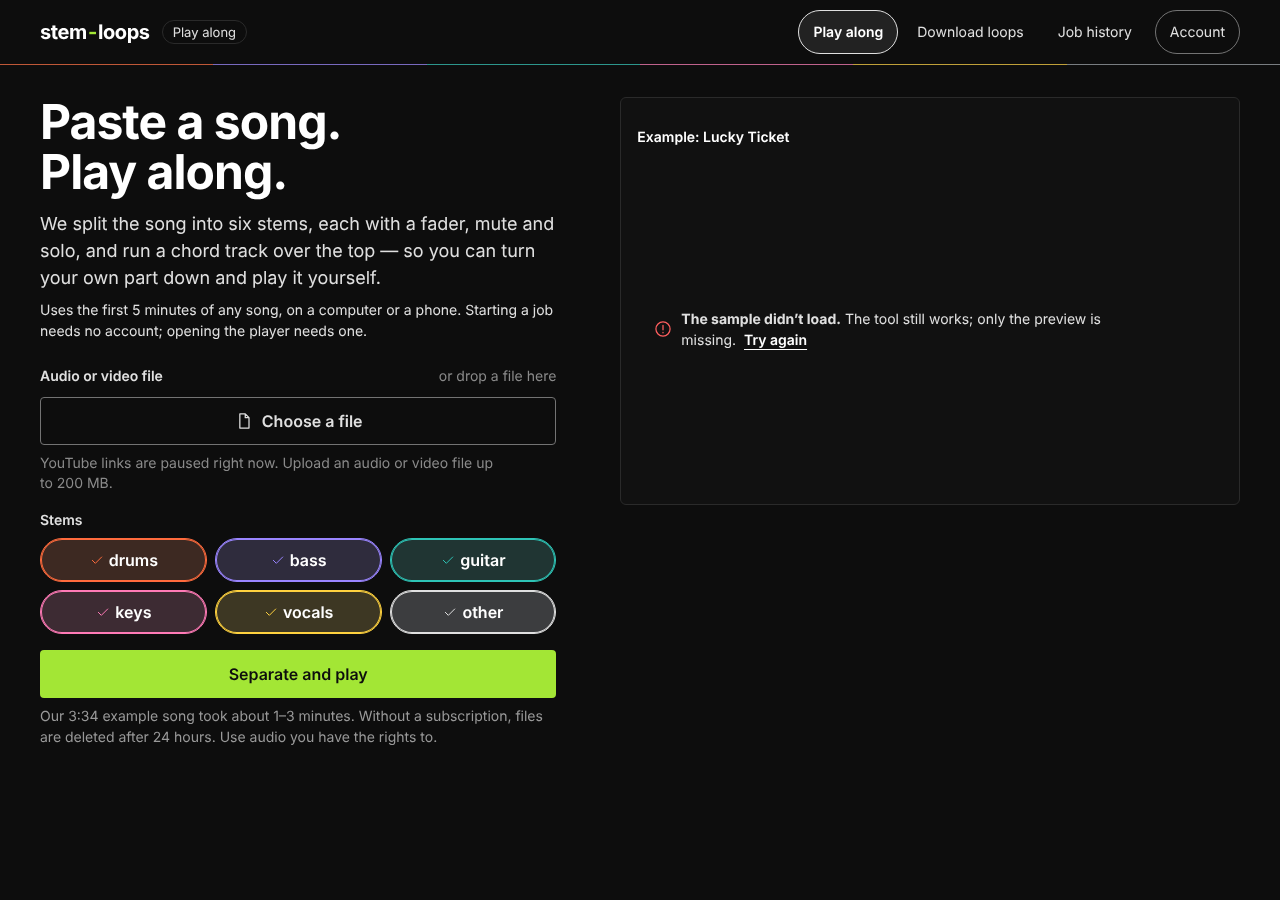 stem-loops
Play along
Play along
Download loops
Job history
Account
Paste a song.
Play along.
We split the song into six stems, each with a fader, mute and
solo, and run a chord track over the top — so you can turn
your own part down and play it yourself.
Uses the first 5 minutes of any song, on a computer or a phone. Starting a job
needs no account; opening the player needs one.
Audio or video file
or drop a file here
Choose a file
YouTube links are paused right now. Upload an audio or video file up
to 200 MB.
Stems
drums
bass
guitar
keys
vocals
other
Separate and play
Our 3:34 example song took about 1–3 minutes. Without a subscription, files
are deleted after 24 hours. Use audio you have the rights to.
Example: Lucky Ticket
The sample didn’t load. The tool still works; only the preview is
missing. Try again